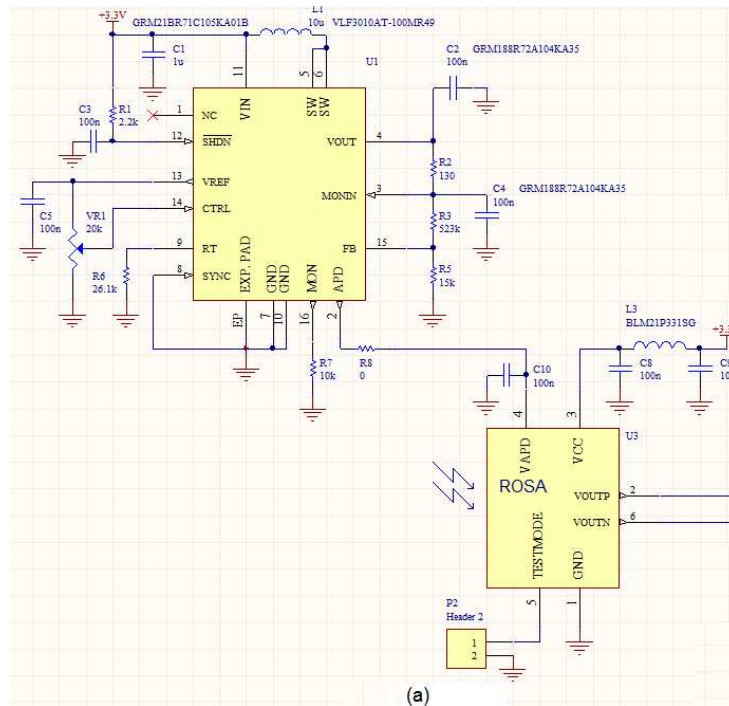 +3.3V
GRM21BR71C105KA01B
L1
10u
VLF3010AT-100MR49
C1
1u
C2
100n
GRM188R72A104KA35
U1
11
5
6
VIN
SW
SW
C3
100n
R1
2.2k
1
NC
12
SHDN
VOUT
4
R2
130
13
VREF
MONIN
3
C4
100n
GRM188R72A104KA35
14
CTRL
C5
100n
VR1
20k
R3
523k
9
RT
FB
15
R6
26.1k
8
SYNC
R5
15k
EXP. PAD
GND
GND
MON
APD
EP
7
10
16
2
R7
10k
R8
0
C10
100n
L3
BLM21P331SG
+3.3
C8
100n
4
3
U3
VAPD
VCC
ROSA
VOUTP
2
VOUTN
6
TESTMODE
GND
5
1
P2
Header 2
1
2
(a)